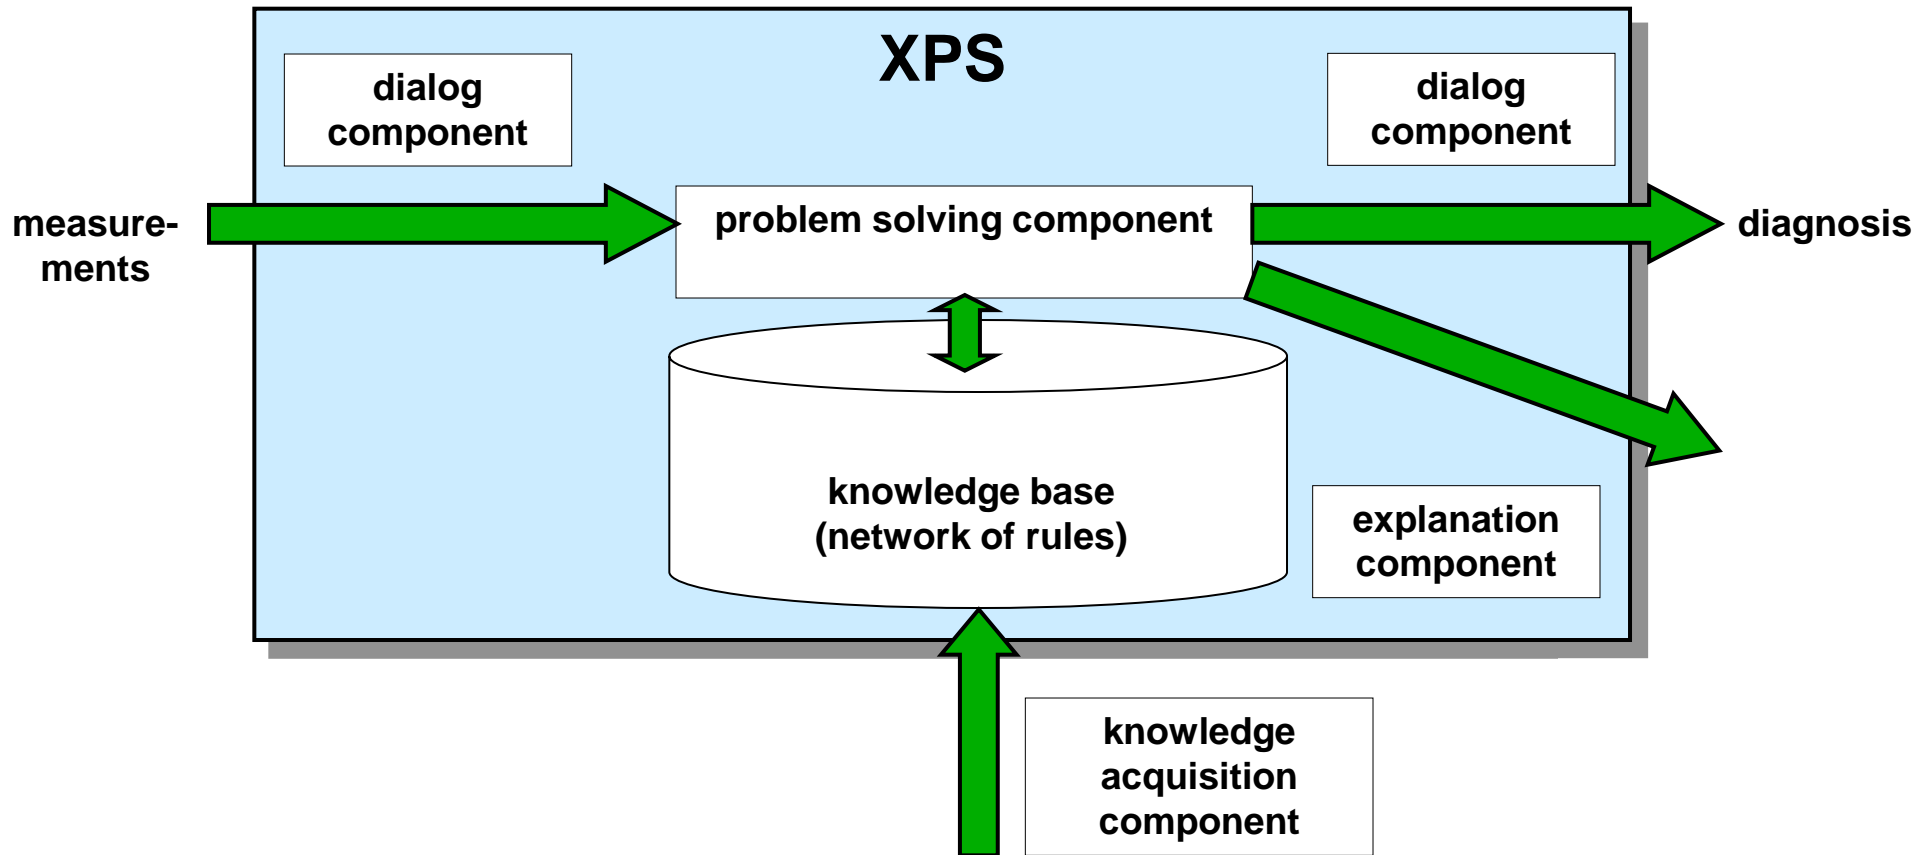 XPS
dialog
component
dialog
component
measure-
ments
problem solving component
diagnosis
knowledge base
(network of rules)
explanation
component
knowledge
acquisition
component